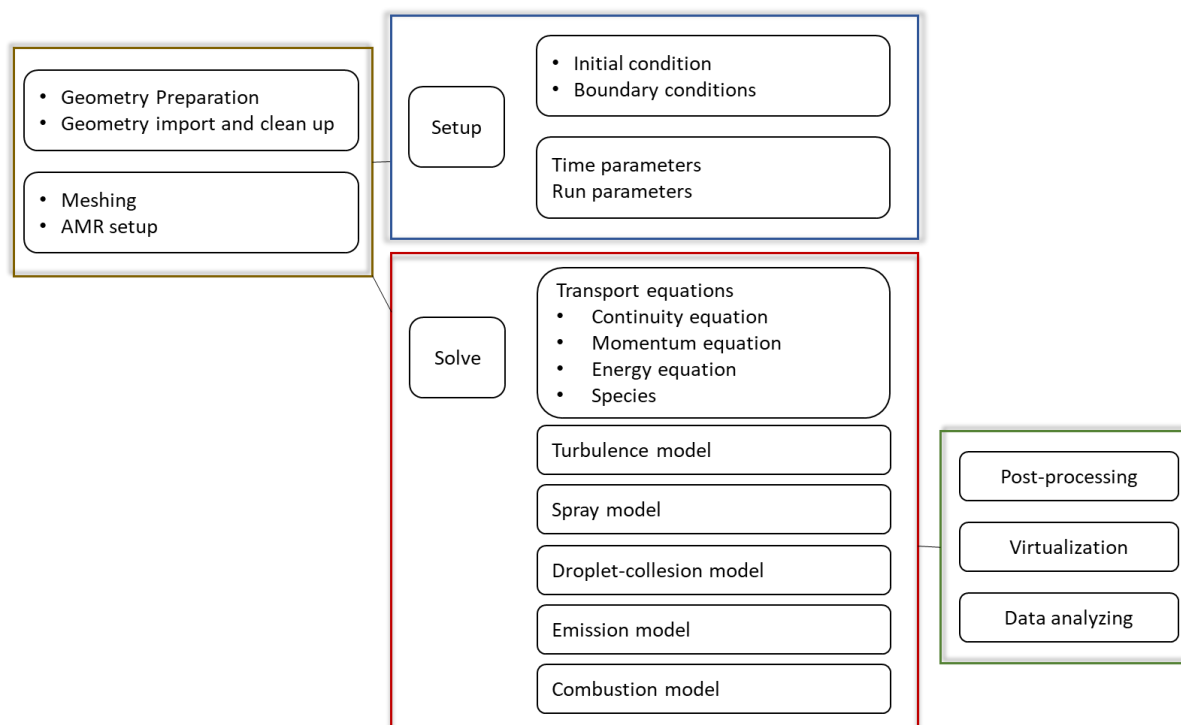 • Geometry Preparation
• Geometry import and clean up
• Meshing
• AMR setup
Setup
• Initial condition
• Boundary conditions
Time parameters
Run parameters
Solve
Transport equations
• Continuity equation
• Momentum equation
• Energy equation
• Species
Turbulence model
Spray model
Droplet-collesion model
Emission model
Combustion model
Post-processing
Virtualization
Data analyzing